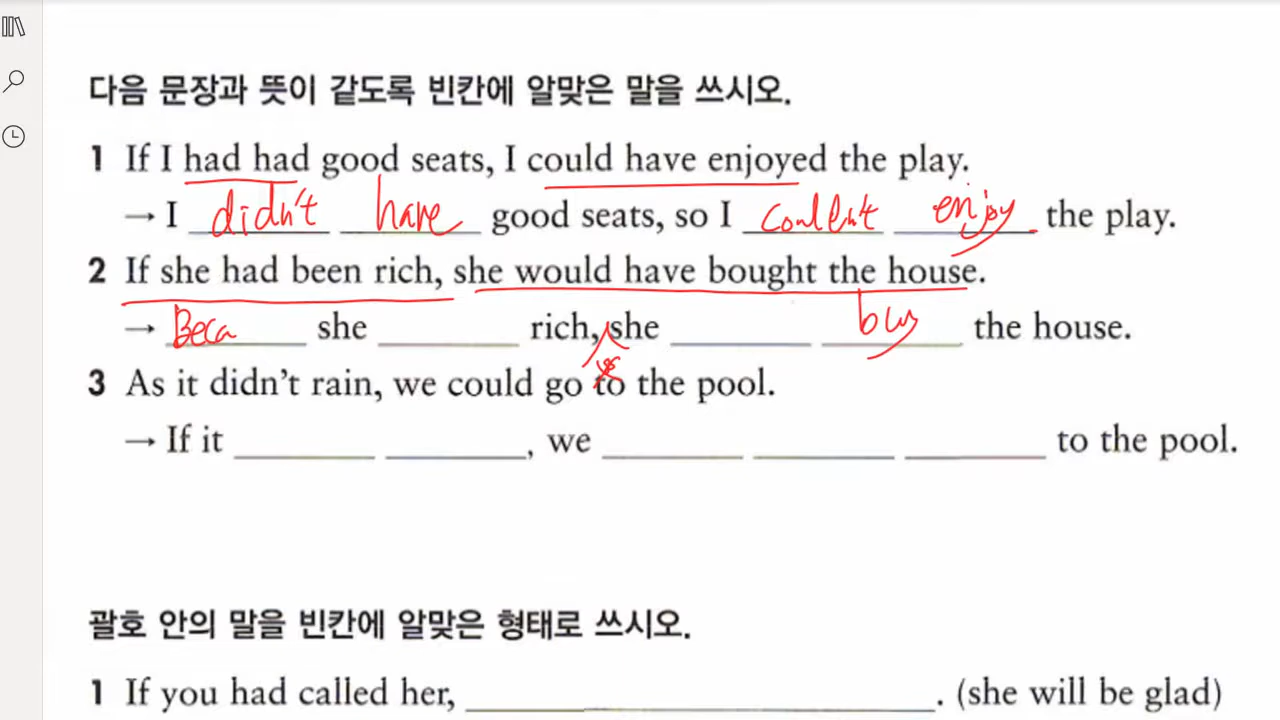 다음 문장과 뜻이 같도록 빈칸에 알맞은 말을 쓰시오.
1 If I had had good seats, I could have enjoyed the play.
→ I didn't have good seats, so I couldn't enjoy the play.
2 If she had been rich, she would have bought the house.
→ Beca she rich, she buy the house.
3 As it didn't rain, we could go to the pool.
→ If it , we to the pool.
괄호 안의 말을 빈칸에 알맞은 형태로 쓰시오.
1 If you had called her, . (she will be glad)